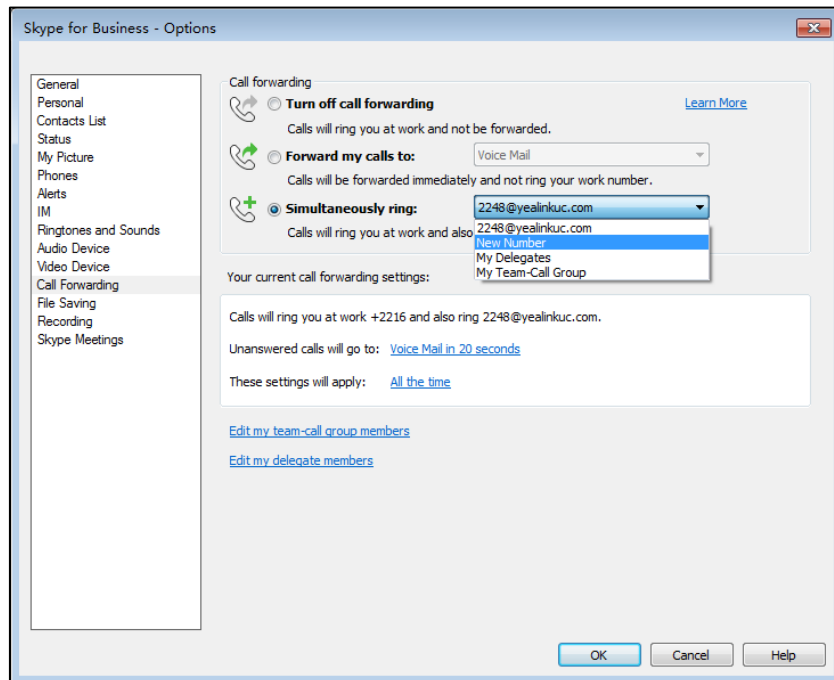 Skype for Business - Options
General
Personal
Contacts List
Status
My Picture
Phones
Alerts
IM
Ringtones and Sounds
Audio Device
Video Device
Call Forwarding
File Saving
Recording
Skype Meetings
Call forwarding
Turn off call forwarding
Learn More
Calls will ring you at work and not be forwarded.
Forward my calls to:
Voice Mail
Calls will be forwarded immediately and not ring your work number.
Simultaneously ring:
2248@yealinkuc.com
Calls will ring you at work and also
2248@yealinkuc.com
New Number
My Delegates
My Team-Call Group
Your current call forwarding settings:
Calls will ring you at work +2216 and also ring 2248@yealinkuc.com.
Unanswered calls will go to: Voice Mail in 20 seconds
These settings will apply: All the time
Edit my team-call group members
Edit my delegate members
OK
Cancel
Help